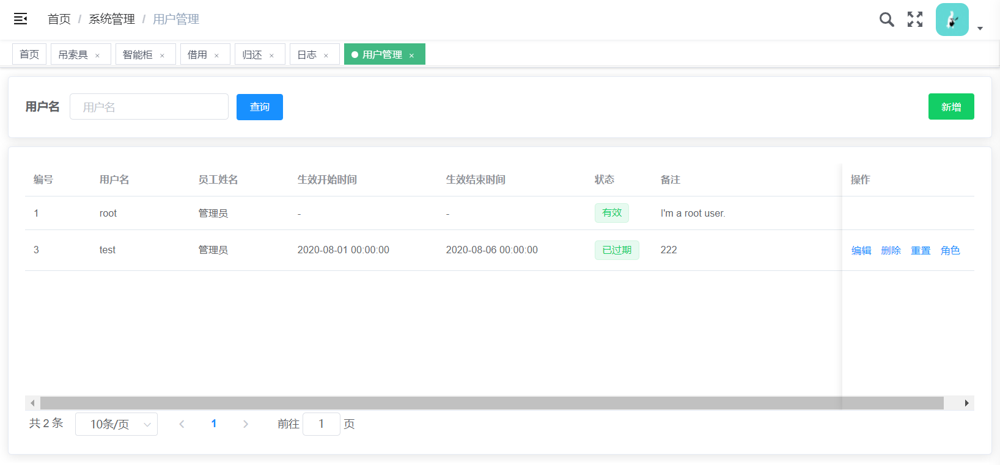 首页 / 系统管理 / 用户管理
首页 吊索具 × 智能柜 × 借用 × 归还 × 日志 × 用户管理 ×
用户名 用户名 查询 新增
编号 用户名 员工姓名 生效开始时间 生效结束时间 状态 备注 操作
1 root 管理员 - - 有效 I'm a root user.
3 test 管理员 2020-08-01 00:00:00 2020-08-06 00:00:00 已过期 222 编辑 删除 重置 角色
共 2 条 10条/页 1 前往 1 页